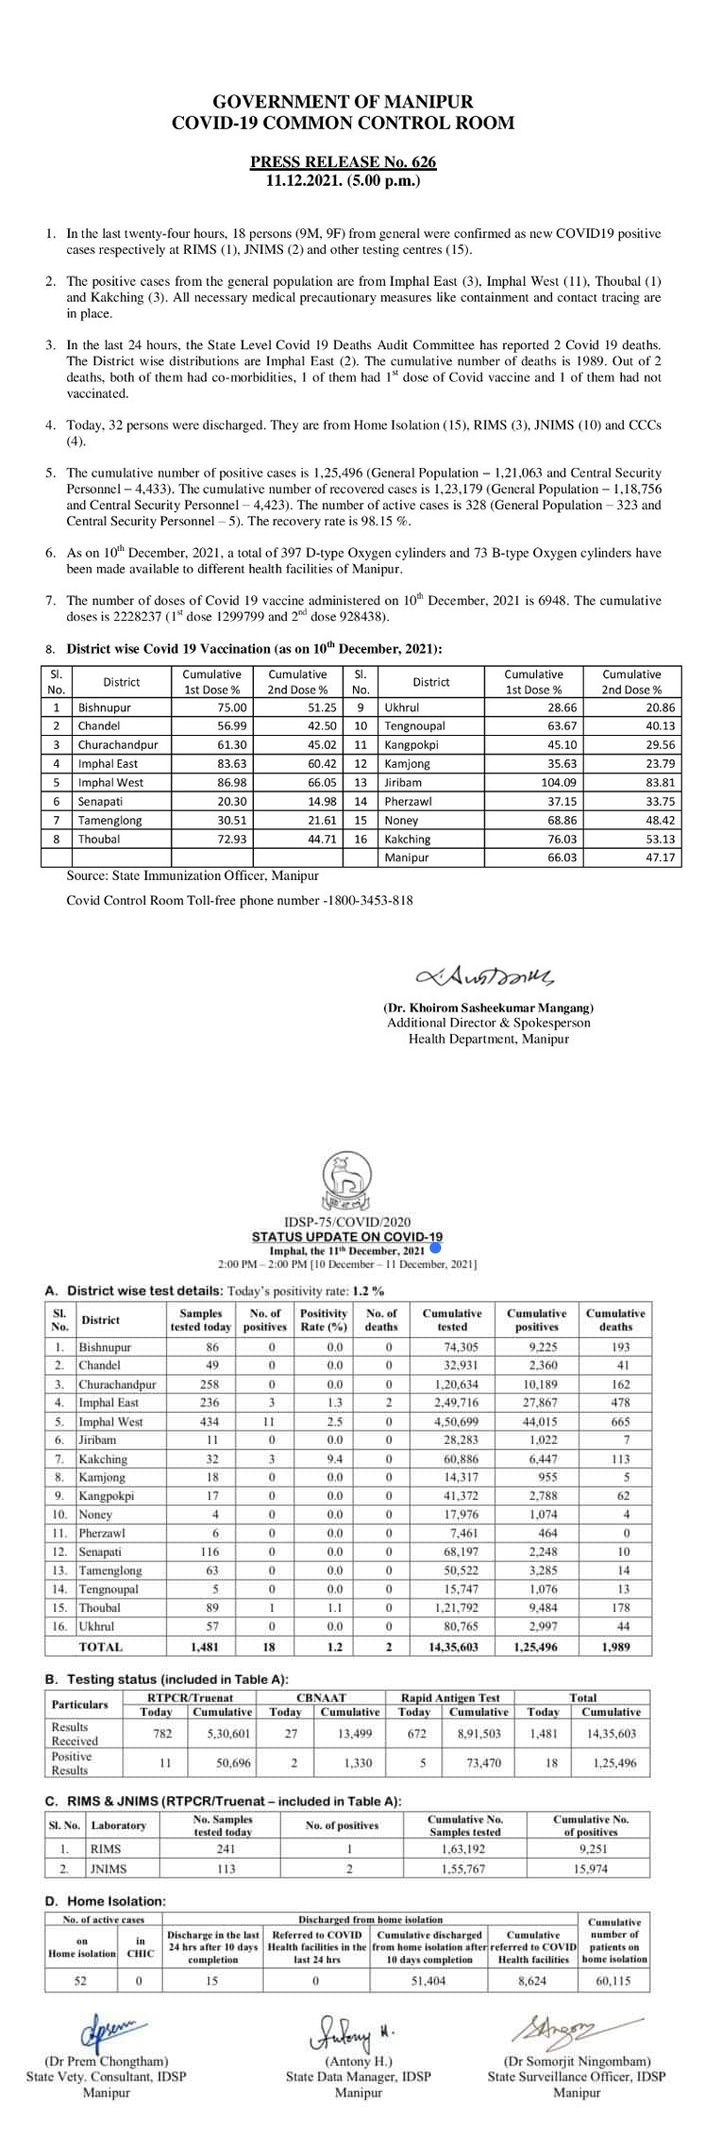 GOVERNMENT OF MANIPUR
COVID-19 COMMON CONTROL ROOM
PRESS RELEASE No. 626
11.12.2021. (5.00 p.m.)
1. In the last twenty-four hours, 18 persons (9M, 9F) from general were confirmed as new COVID19 positive
cases respectively at RIMS (1), JNIMS (2) and other testing centres (15).
2. The positive cases from the general population are from Imphal East (3), Imphal West (11), Thoubal (1)
and Kakching (3). All necessary medical precautionary measures like containment and contact tracing are
in place.
3. In the last 24 hours, the State Level Covid 19 Deaths Audit Committee has reported 2 Covid 19 deaths.
The District wise distributions are Imphal East (2). The cumulative number of deaths is 1989. Out of 2
deaths, both of them had co-morbidities, 1 of them had 1st dose of Covid vaccine and 1 of them had not
vaccinated.
4. Today, 32 persons were discharged. They are from Home Isolation (15), RIMS (3), JNIMS (10) and CCCs
(4).
5. The cumulative number of positive cases is 1,25,496 (General Population – 1,21,063 and Central Security
Personnel – 4,433). The cumulative number of recovered cases is 1,23,179 (General Population – 1,18,756
and Central Security Personnel – 4,423). The number of active cases is 328 (General Population – 323 and
Central Security Personnel – 5). The recovery rate is 98.15 %.
6. As on 10th December, 2021, a total of 397 D-type Oxygen cylinders and 73 B-type Oxygen cylinders have
been made available to different health facilities of Manipur.
7. The number of doses of Covid 19 vaccine administered on 10th December, 2021 is 6948. The cumulative
doses is 2228237 (1st dose 1299799 and 2nd dose 928438).
8. District wise Covid 19 Vaccination (as on 10th December, 2021):
Sl. No. District Cumulative 1st Dose % Cumulative 2nd Dose % Sl. No. District Cumulative 1st Dose % Cumulative 2nd Dose %
1 Bishnupur 75.00 51.25 9 Ukhrul 28.66 20.86
2 Chandel 56.99 42.50 10 Tengnoupal 63.67 40.13
3 Churachandpur 61.30 45.02 11 Kangpokpi 45.10 29.56
4 Imphal East 83.63 60.42 12 Kamjong 35.63 23.79
5 Imphal West 86.98 66.05 13 Jiribam 104.09 83.81
6 Senapati 20.30 14.98 14 Pherzawl 37.15 33.75
7 Tamenglong 30.51 21.61 15 Noney 68.86 48.42
8 Thoubal 72.93 44.71 16 Kakching 76.03 53.13
Manipur 66.03 47.17
Source: State Immunization Officer, Manipur
Covid Control Room Toll-free phone number -1800-3453-818
(Dr. Khoirom Sasheekumar Mangang)
Additional Director & Spokesperson
Health Department, Manipur
IDSP-75/COVID/2020
STATUS UPDATE ON COVID-19
Imphal, the 11th December, 2021
2:00 PM – 2:00 PM [10 December – 11 December, 2021]
A. District wise test details: Today's positivity rate: 1.2 %
Sl. No. District Samples tested today No. of positives Positivity Rate (%) No. of deaths Cumulative tested Cumulative positives Cumulative deaths
1. Bishnupur 86 0 0.0 0 74,305 9,225 193
2. Chandel 49 0 0.0 0 32,931 2,360 41
3. Churachandpur 258 0 0.0 0 1,20,634 10,189 162
4. Imphal East 236 3 1.3 2 2,49,716 27,867 478
5. Imphal West 434 11 2.5 0 4,50,699 44,015 665
6. Jiribam 11 0 0.0 0 28,283 1,022 7
7. Kakching 32 3 9.4 0 60,886 6,447 113
8. Kamjong 18 0 0.0 0 14,317 955 5
9. Kangpokpi 17 0 0.0 0 41,372 2,788 62
10. Noney 4 0 0.0 0 17,976 1,074 4
11. Pherzawl 6 0 0.0 0 7,461 464 0
12. Senapati 116 0 0.0 0 68,197 2,248 10
13. Tamenglong 63 0 0.0 0 50,522 3,285 14
14. Tengnoupal 5 0 0.0 0 15,747 1,076 13
15. Thoubal 89 1 1.1 0 1,21,792 9,484 178
16. Ukhrul 57 0 0.0 0 80,765 2,997 44
TOTAL 1,481 18 1.2 2 14,35,603 1,25,496 1,989
B. Testing status (included in Table A):
Particulars RTPCR/Truenat CBNAAT Rapid Antigen Test Total
Today Cumulative Today Cumulative Today Cumulative Today Cumulative
Results Received 782 5,30,601 27 13,499 672 8,91,503 1,481 14,35,603
Positive Results 11 50,696 2 1,330 5 73,470 18 1,25,496
C. RIMS & JNIMS (RTPCR/Truenat – included in Table A):
Sl. No. Laboratory No. Samples tested today No. of positives Cumulative No. Samples tested Cumulative No. of positives
1. RIMS 241 1 1,63,192 9,251
2. JNIMS 113 2 1,55,767 15,974
D. Home Isolation:
No. of active cases Discharged from home isolation Cumulative number of patients on home isolation
on Home isolation in CHIC Discharge in the last 24 hrs after 10 days completion Referred to COVID Health facilities in the last 24 hrs Cumulative discharged from home isolation after 10 days completion Cumulative referred to COVID Health facilities
52 0 15 0 51,404 8,624 60,115
Antony H.
(Dr Prem Chongtham) (Antony H.) (Dr Somorjit Ningombam)
State Vety. Consultant, IDSP State Data Manager, IDSP State Surveillance Officer, IDSP
Manipur Manipur Manipur